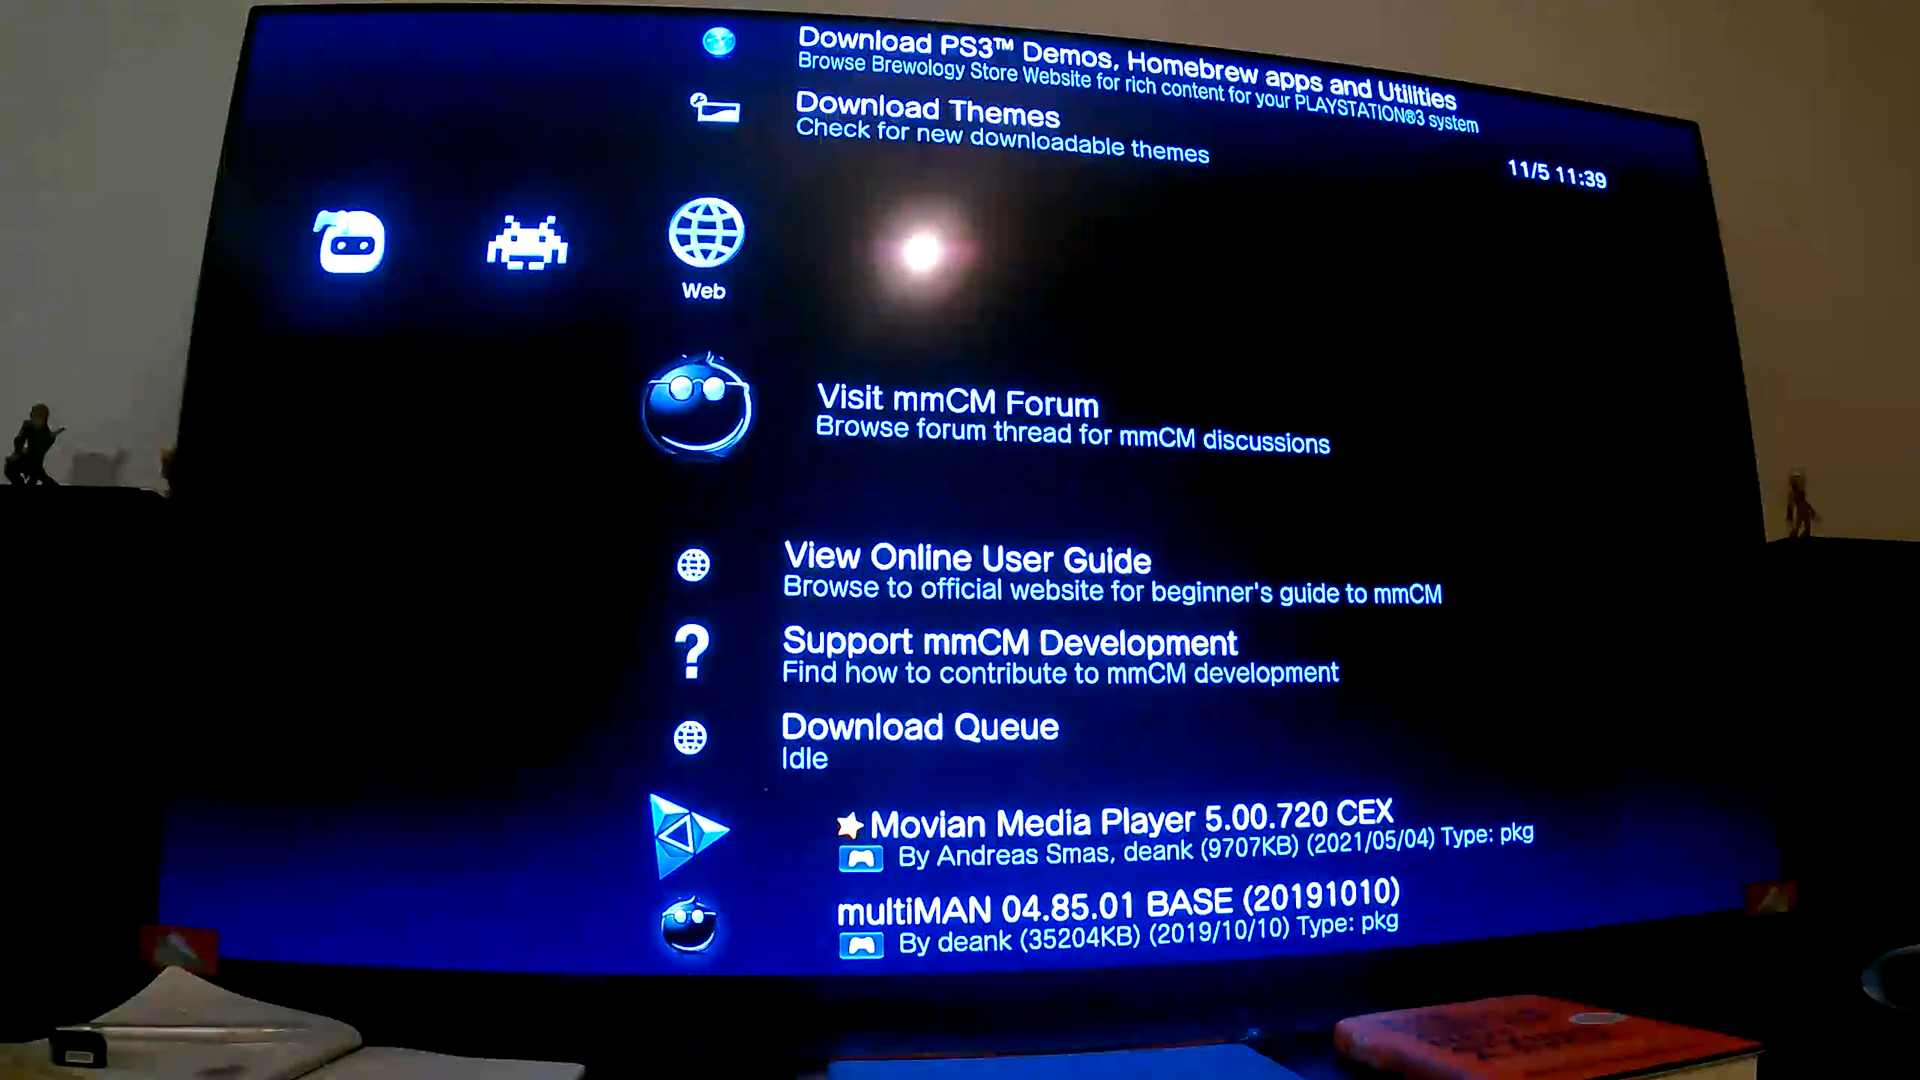 Download PS3™ Demos, Homebrew apps and Utilities
Browse Brewology Store Website for rich content for your PLAYSTATION®3 system
Download Themes
Check for new downloadable themes
11/5 11:39
Web
Visit mmCM Forum
Browse forum thread for mmCM discussions
View Online User Guide
Browse to official website for beginner's guide to mmCM
Support mmCM Development
Find how to contribute to mmCM development
Download Queue
Idle
Movian Media Player 5.00.720 CEX
By Andreas Smas, deank (9707KB) (2021/05/04) Type: pkg
multiMAN 04.85.01 BASE (20191010)
By deank (35204KB) (2019/10/10) Type: pkg